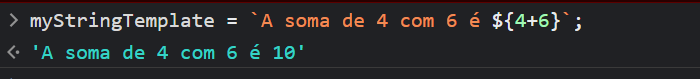 > myStringTemplate = `A soma de 4 com 6 é ${4+6}`;
'A soma de 4 com 6 é 10'